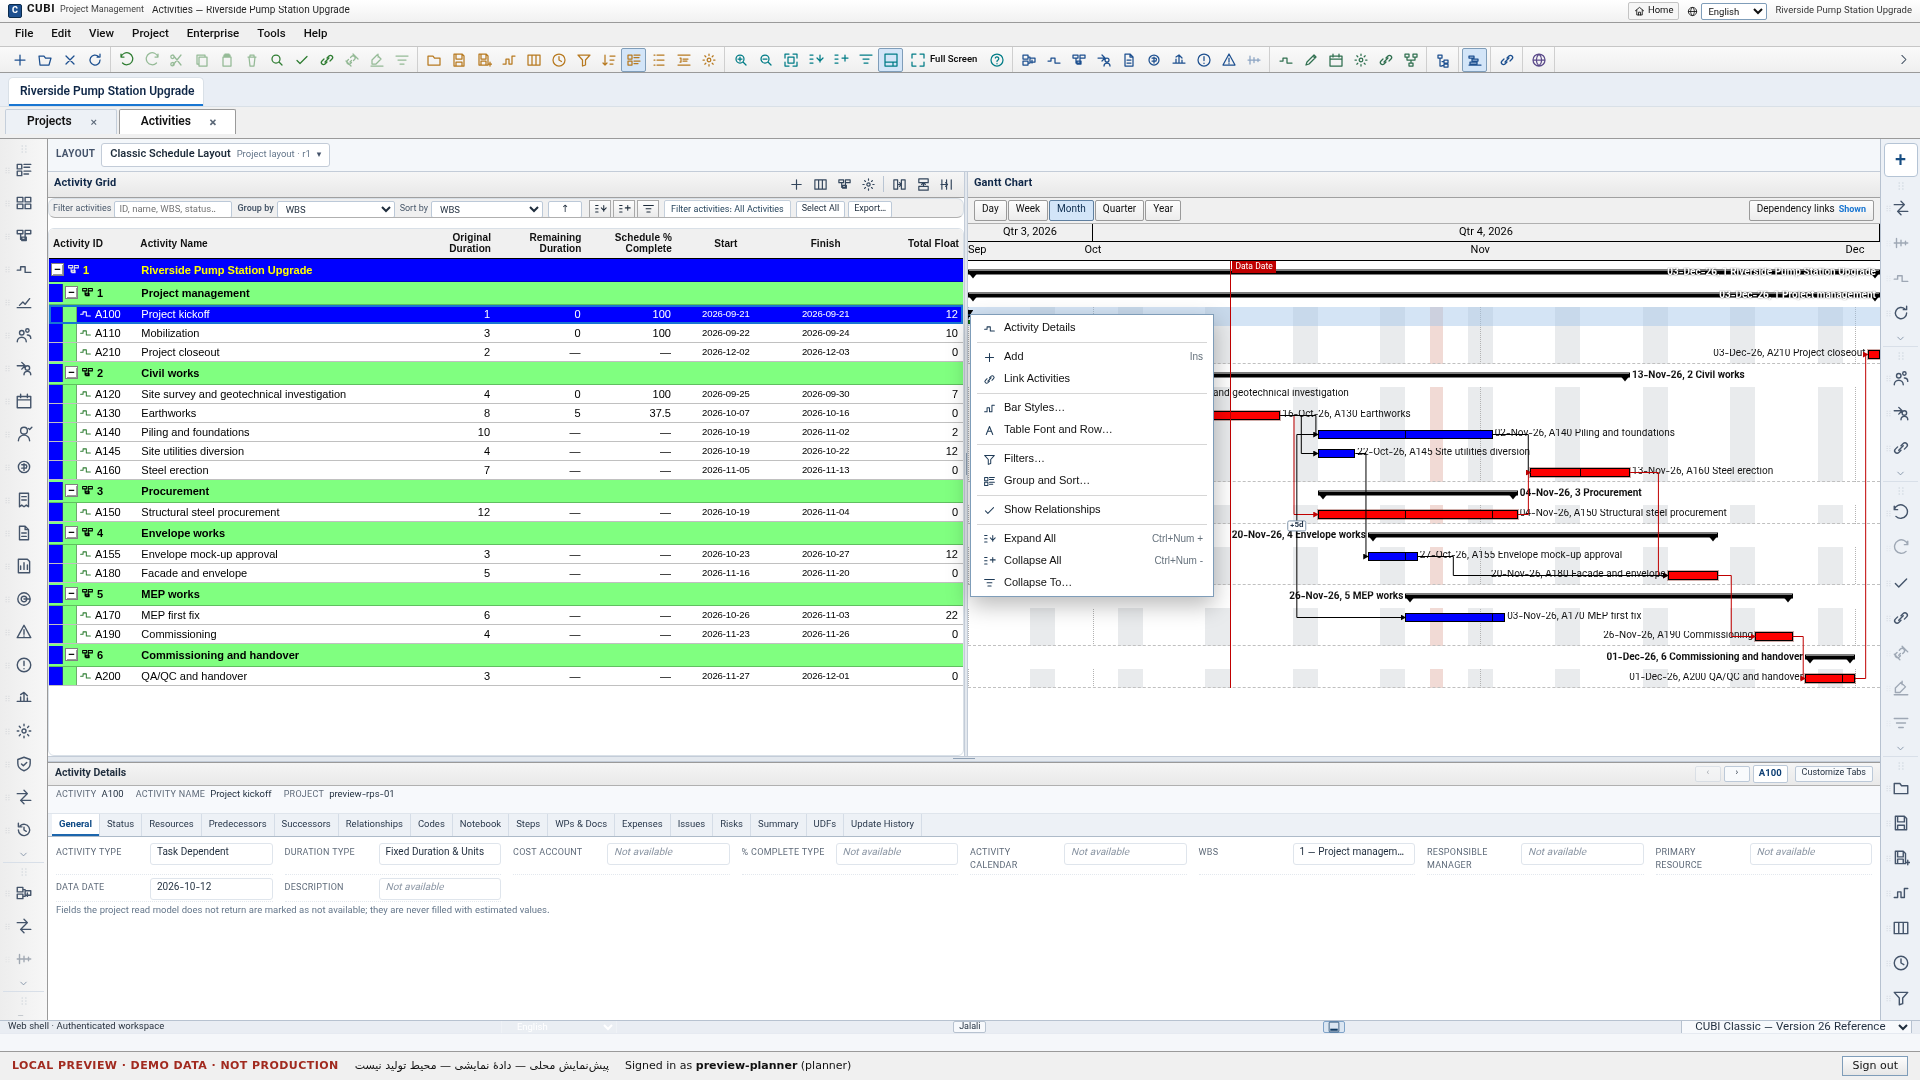 CUBI Project Management Activities — Riverside Pump Station Upgrade
Home English Riverside Pump Station Upgrade
File Edit View Project Enterprise Tools Help
Full Screen
Riverside Pump Station Upgrade
Projects × Activities ×
LAYOUT Classic Schedule Layout Project layout · r1
Activity Grid
Filter activities ID, name, WBS, status.. Group by WBS Sort by WBS ↑ Filter activities: All Activities Select All Export...
Activity ID Activity Name Original Duration Remaining Duration Schedule % Complete Start Finish Total Float
1 Riverside Pump Station Upgrade
1 Project management
A100 Project kickoff 1 0 100 2026-09-21 2026-09-21 12
A110 Mobilization 3 0 100 2026-09-22 2026-09-24 10
A210 Project closeout 2 — — 2026-12-02 2026-12-03 0
2 Civil works
A120 Site survey and geotechnical investigation 4 0 100 2026-09-25 2026-09-30 7
A130 Earthworks 8 5 37.5 2026-10-07 2026-10-16 0
A140 Piling and foundations 10 — — 2026-10-19 2026-11-02 2
A145 Site utilities diversion 4 — — 2026-10-19 2026-10-22 12
A160 Steel erection 7 — — 2026-11-05 2026-11-13 0
3 Procurement
A150 Structural steel procurement 12 — — 2026-10-19 2026-11-04 0
4 Envelope works
A155 Envelope mock-up approval 3 — — 2026-10-23 2026-10-27 12
A180 Facade and envelope 5 — — 2026-11-16 2026-11-20 0
5 MEP works
A170 MEP first fix 6 — — 2026-10-26 2026-11-03 22
A190 Commissioning 4 — — 2026-11-23 2026-11-26 0
6 Commissioning and handover
A200 QA/QC and handover 3 — — 2026-11-27 2026-12-01 0
Gantt Chart
Day Week Month Quarter Year Dependency links Shown
Qtr 3, 2026 Qtr 4, 2026
Sep Oct Nov Dec
Data Date
03-Dec-26, 1 Riverside Pump Station Upgrade
03-Dec-26, 1 Project management
03-Dec-26, A210 Project closeout
13-Nov-26, 2 Civil works
and geotechnical investigation
16-Oct-26, A130 Earthworks
02-Nov-26, A140 Piling and foundations
22-Oct-26, A145 Site utilities diversion
13-Nov-26, A160 Steel erection
04-Nov-26, 3 Procurement
04-Nov-26, A150 Structural steel procurement
+5d
20-Nov-26, 4 Envelope works
27-Oct-26, A155 Envelope mock-up approval
20-Nov-26, A180 Facade and envelope
26-Nov-26, 5 MEP works
03-Nov-26, A170 MEP first fix
26-Nov-26, A190 Commissioning
01-Dec-26, 6 Commissioning and handover
01-Dec-26, A200 QA/QC and handover
Activity Details
Add Ins
Link Activities
Bar Styles...
Table Font and Row...
Filters...
Group and Sort...
Show Relationships
Expand All Ctrl+Num +
Collapse All Ctrl+Num -
Collapse To...
Activity Details
‹ › A100 Customize Tabs
ACTIVITY A100 ACTIVITY NAME Project kickoff PROJECT preview-rps-01
General Status Resources Predecessors Successors Relationships Codes Notebook Steps WPs & Docs Expenses Issues Risks Summary UDFs Update History
ACTIVITY TYPE Task Dependent DURATION TYPE Fixed Duration & Units COST ACCOUNT Not available % COMPLETE TYPE Not available ACTIVITY CALENDAR Not available WBS 1 — Project managem... RESPONSIBLE MANAGER Not available PRIMARY RESOURCE Not available
DATA DATE 2026-10-12 DESCRIPTION Not available
Fields the project read model does not return are marked as not available; they are never filled with estimated values.
Web shell · Authenticated workspace English Jalali CUBI Classic — Version 26 Reference
LOCAL PREVIEW · DEMO DATA · NOT PRODUCTION پیش‌نمایش محلی — دادهٔ نمایشی — محیط تولید نیست Signed in as preview-planner (planner) Sign out